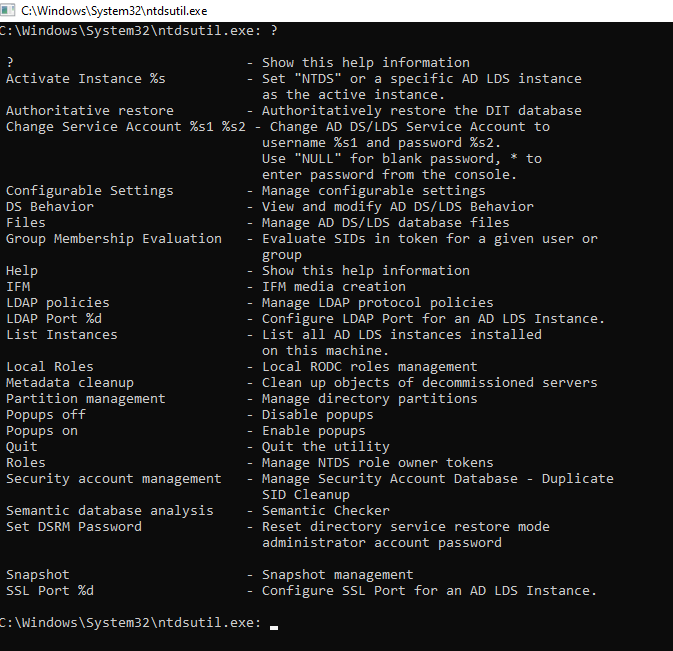 C:\Windows\System32\ntdsutil.exe
C:\Windows\System32\ntdsutil.exe: ?
? - Show this help information
Activate Instance %s - Set "NTDS" or a specific AD LDS instance
as the active instance.
Authoritative restore - Authoritatively restore the DIT database
Change Service Account %s1 %s2 - Change AD DS/LDS Service Account to
username %s1 and password %s2.
Use "NULL" for blank password, * to
enter password from the console.
Configurable Settings - Manage configurable settings
DS Behavior - View and modify AD DS/LDS Behavior
Files - Manage AD DS/LDS database files
Group Membership Evaluation - Evaluate SIDs in token for a given user or
group
Help - Show this help information
IFM - IFM media creation
LDAP policies - Manage LDAP protocol policies
LDAP Port %d - Configure LDAP Port for an AD LDS Instance.
List Instances - List all AD LDS instances installed
on this machine.
Local Roles - Local RODC roles management
Metadata cleanup - Clean up objects of decommissioned servers
Partition management - Manage directory partitions
Popups off - Disable popups
Popups on - Enable popups
Quit - Quit the utility
Roles - Manage NTDS role owner tokens
Security account management - Manage Security Account Database - Duplicate
SID Cleanup
Semantic database analysis - Semantic Checker
Set DSRM Password - Reset directory service restore mode
administrator account password
Snapshot - Snapshot management
SSL Port %d - Configure SSL Port for an AD LDS Instance.
C:\Windows\System32\ntdsutil.exe: